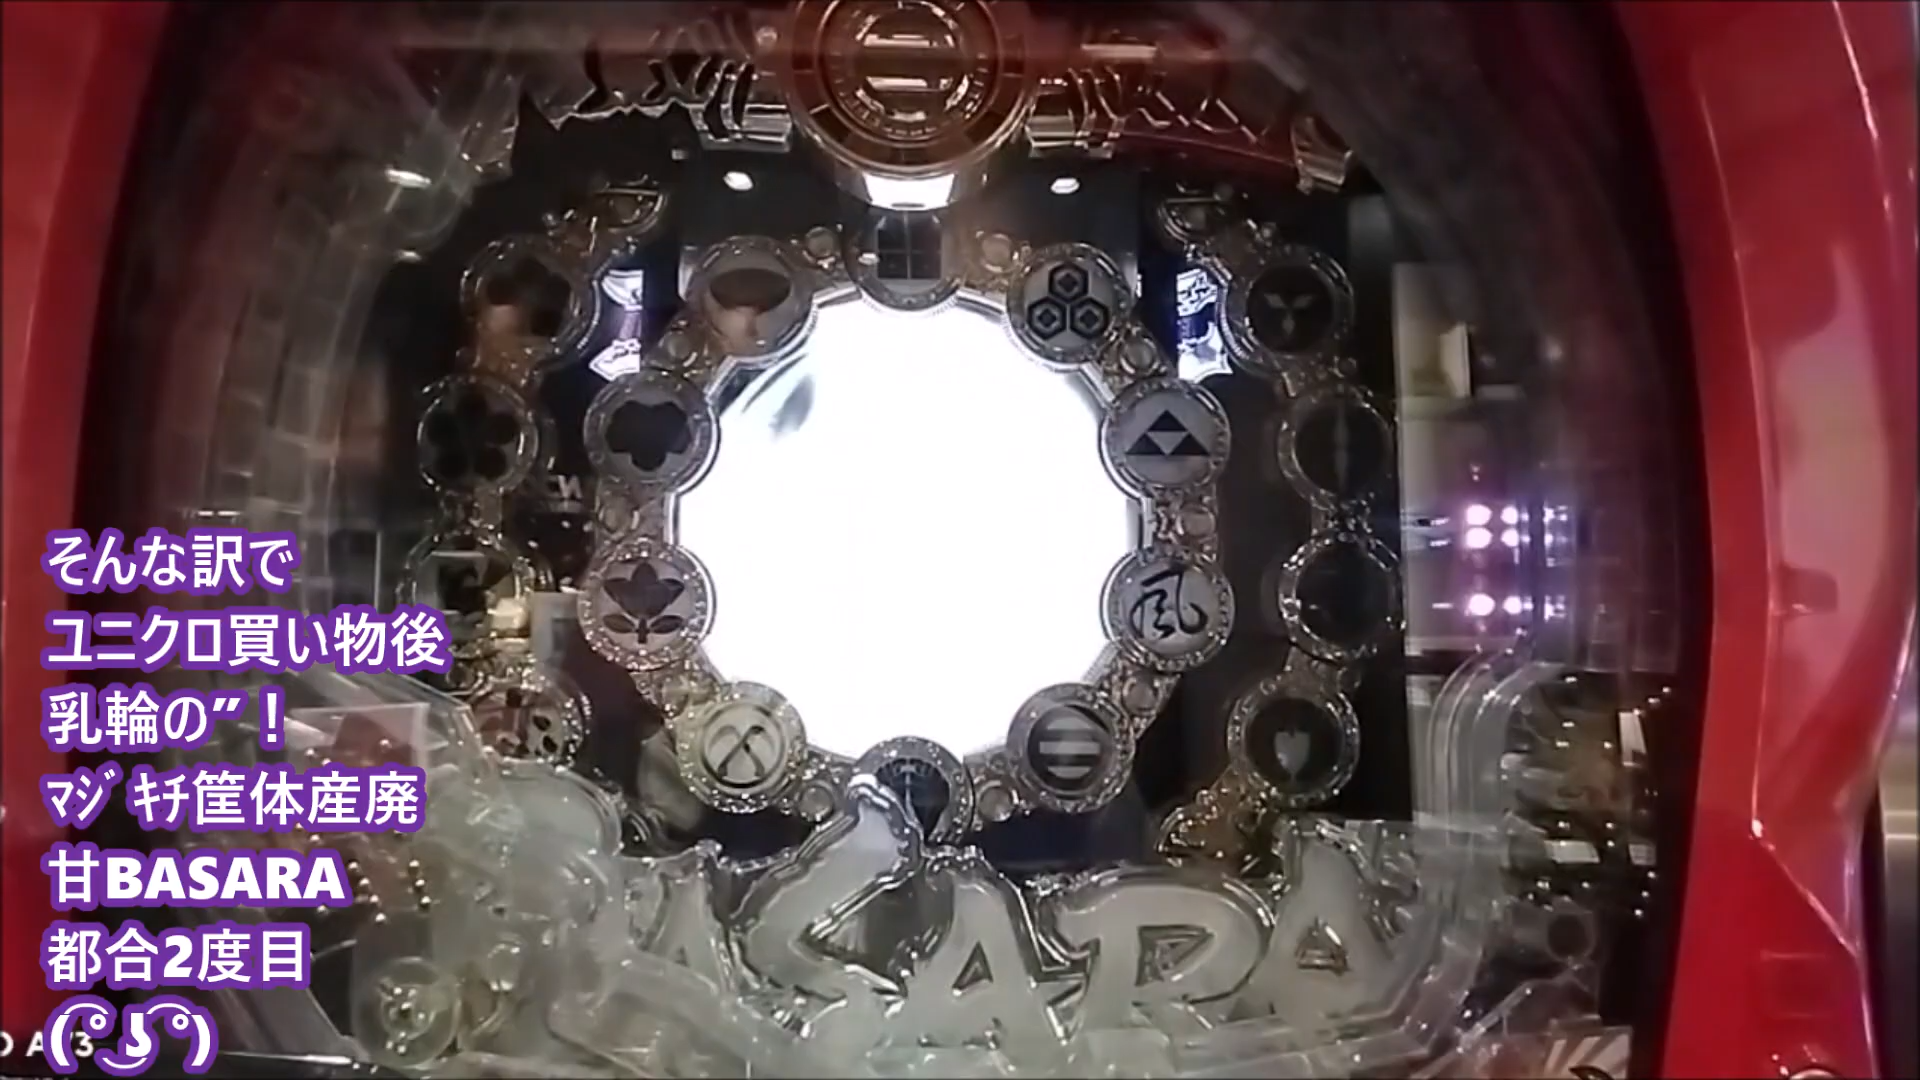 そんな訳で
ユニクロ買い物後
乳輪の”！
ﾏｼﾞｷﾁ筐体産廃
甘BASARA
都合2度目
( ͡° ͜ʖ ͡°)
風
BASARA